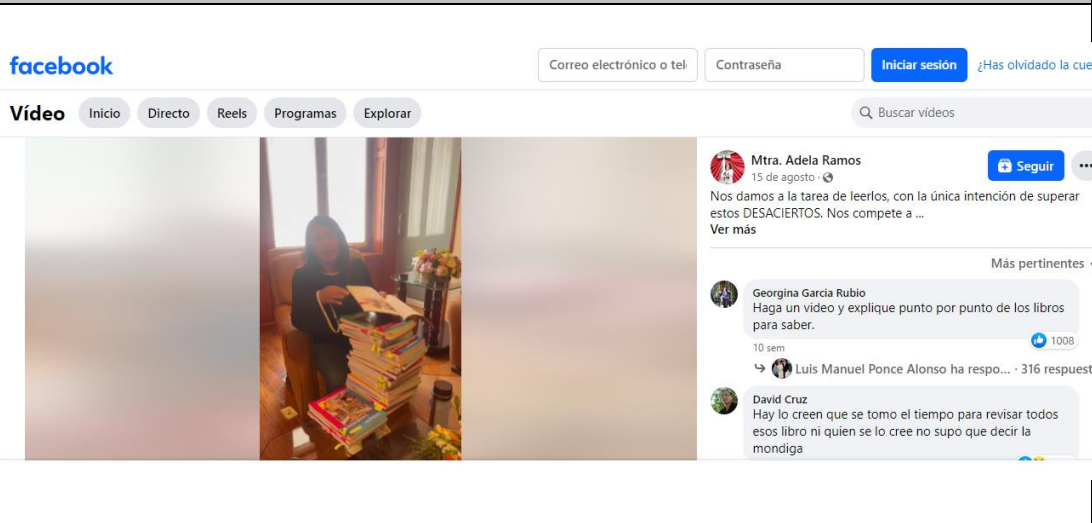 facebook
Correo electrónico o tel
Contraseña
Iniciar sesión
¿Has olvidado la cue
Vídeo
Inicio
Directo
Reels
Programas
Explorar
Buscar vídeos
Mtra. Adela Ramos
Seguir
15 de agosto ·
Nos damos a la tarea de leerlos, con la única intención de superar
estos DESACIERTOS. Nos compete a ...
Ver más
Más pertinentes
Georgina Garcia Rubio
Haga un video y explique punto por punto de los libros
para saber.
1008
10 sem
Luis Manuel Ponce Alonso ha respo... · 316 respuest
David Cruz
Hay lo creen que se tomo el tiempo para revisar todos
esos libro ni quien se lo cree no supo que decir la
mondiga